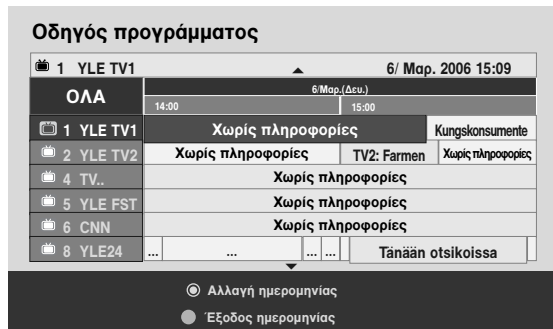 Οδηγός προγράμματος
1 YLE TV1 6/ Μαρ. 2006 15:09
ΟΛΑ 6/Μαρ.(Δευ.)
14:00 15:00
1 YLE TV1 Χωρίς πληροφορίες Kungskonsumente
2 YLE TV2 Χωρίς πληροφορίες TV2: Farmen Χωρίς πληροφορίες
4 TV.. Χωρίς πληροφορίες
5 YLE FST Χωρίς πληροφορίες
6 CNN Χωρίς πληροφορίες
8 YLE24 ... ... ... ... Tänään otsikoissa
Αλλαγή ημερομηνίας
Έξοδος ημερομηνίας